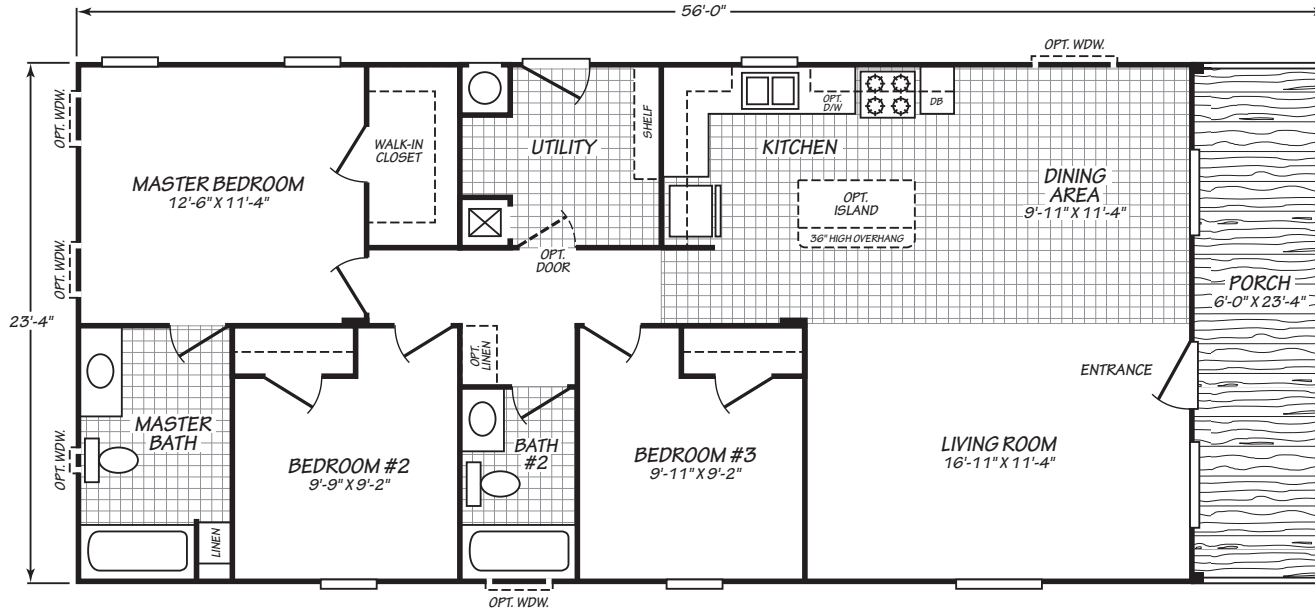 56'-0"
OPT. WDW.
OPT. WDW.
WALK-IN
CLOSET
UTILITY
SHELF
OPT.
D/W
DB
KITCHEN
MASTER BEDROOM
12'-6" X 11'-4"
OPT.
ISLAND
36" HIGH OVERHANG
DINING
AREA
9'-11" X 11'-4"
OPT. WDW.
OPT.
DOOR
PORCH
6'-0" X 23'-4"
23'-4"
OPT.
LINEN
ENTRANCE
MASTER
BATH
OPT. WDW.
BEDROOM #2
9'-9" X 9'-2"
BATH
#2
BEDROOM #3
9'-11" X 9'-2"
LIVING ROOM
16'-11" X 11'-4"
LINEN
OPT. WDW.